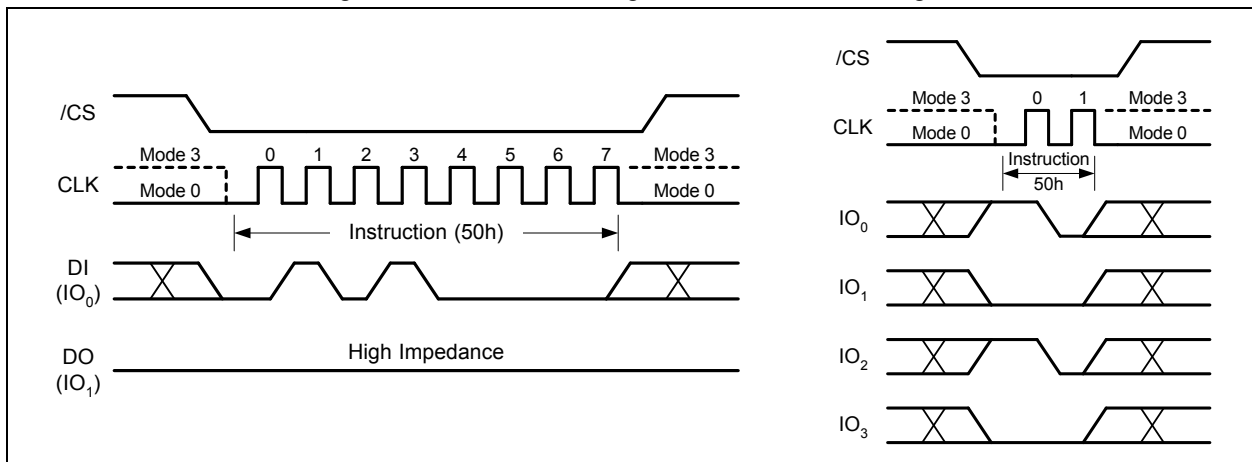 /CS
Mode 3 0 1 2 3 4 5 6 7 Mode 3
CLK
Mode 0 Mode 0
Instruction (50h)
DI
(IO0)
High Impedance
DO
(IO1)
/CS
Mode 3 0 1 Mode 3
CLK
Mode 0 Mode 0
Instruction
50h
IO0
IO1
IO2
IO3